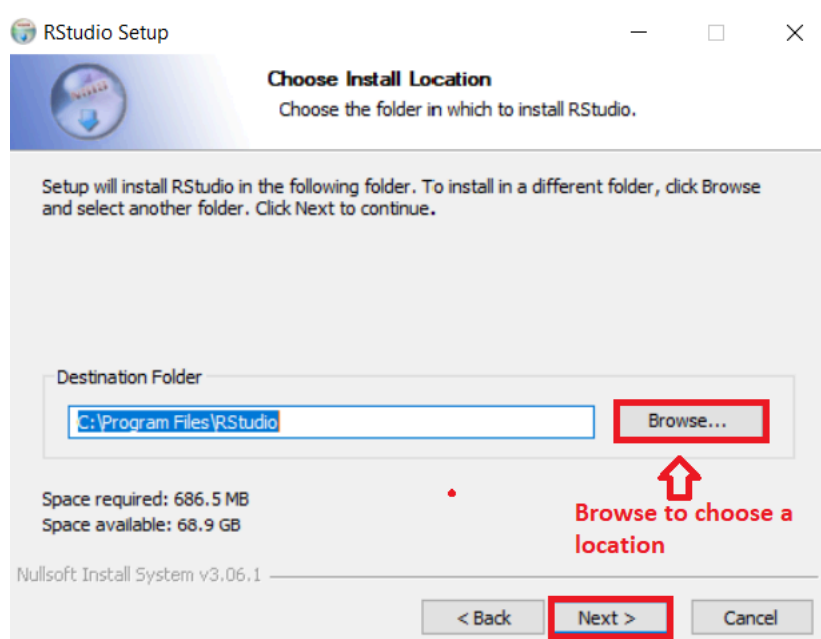 RStudio Setup
Choose Install Location
Choose the folder in which to install RStudio.
Setup will install RStudio in the following folder. To install in a different folder, click Browse
and select another folder. Click Next to continue.
Destination Folder
C:\Program Files\RStudio
Browse...
Space required: 686.5 MB
Space available: 68.9 GB
Browse to choose a
location
Nullsoft Install System v3.06.1
< Back
Next >
Cancel